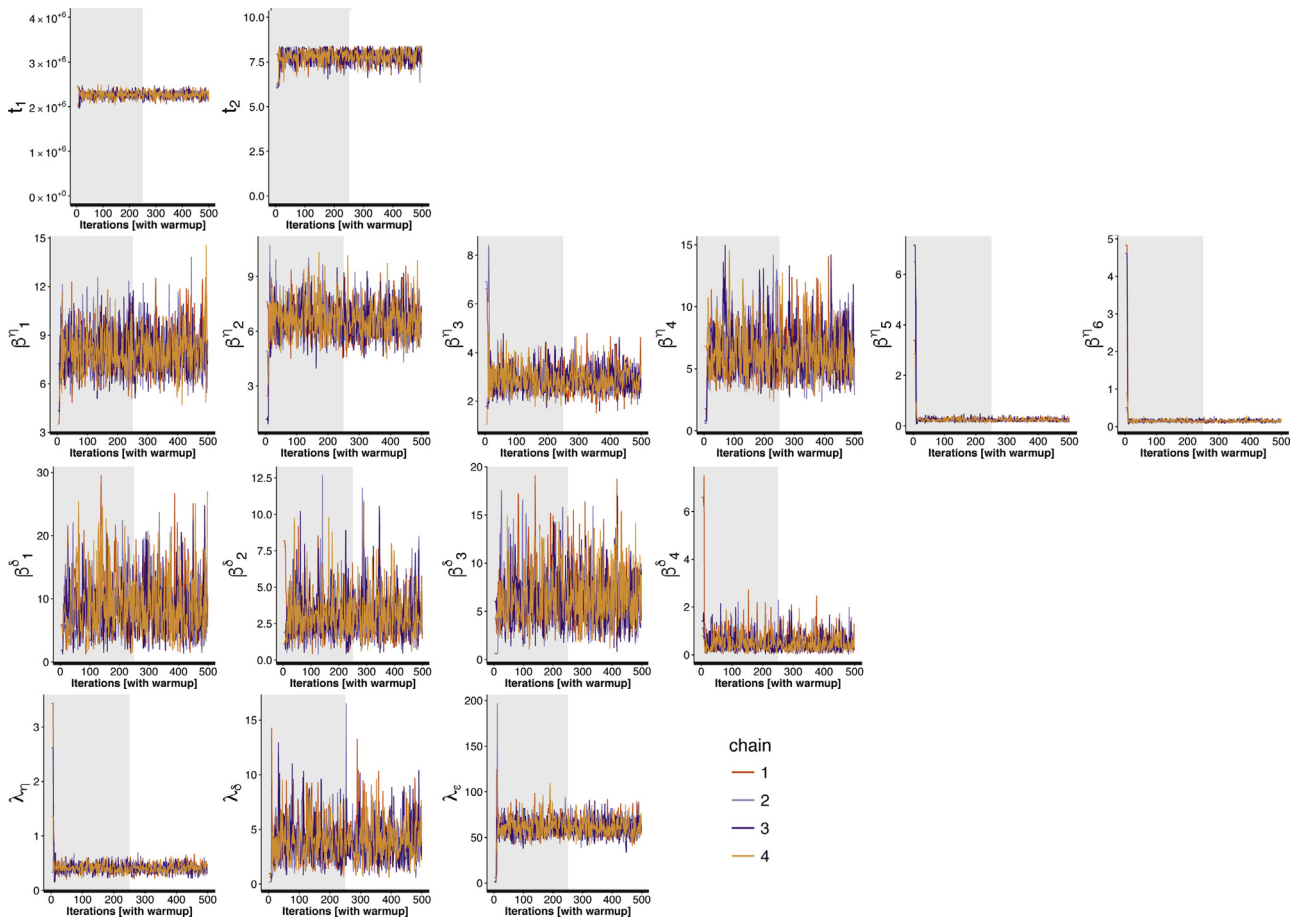 4 × 10⁺⁶ 3 × 10⁺⁶ 2 × 10⁺⁶ 1 × 10⁺⁶ 0 × 10⁺⁰
t₁
0 100 200 300 400 500
Iterations [with warmup]
10.0 7.5 5.0 2.5 0.0
t₂
0 100 200 300 400 500
Iterations [with warmup]
15 12 9 6 3
βη₁
0 100 200 300 400 500
Iterations [with warmup]
9 6 3
βη₂
0 100 200 300 400 500
Iterations [with warmup]
8 6 4 2
βη₃
0 100 200 300 400 500
Iterations [with warmup]
15 10 5 0
βη₄
0 100 200 300 400 500
Iterations [with warmup]
6 4 2 0
βη₅
0 100 200 300 400 500
Iterations [with warmup]
5 4 3 2 1 0
βη₆
0 100 200 300 400 500
Iterations [with warmup]
30 20 10 0
βδ₁
0 100 200 300 400 500
Iterations [with warmup]
12.5 10.0 7.5 5.0 2.5 0.0
βδ₂
0 100 200 300 400 500
Iterations [with warmup]
20 15 10 5 0
βδ₃
0 100 200 300 400 500
Iterations [with warmup]
6 4 2 0
βδ₄
0 100 200 300 400 500
Iterations [with warmup]
3 2 1 0
λη
0 100 200 300 400 500
Iterations [with warmup]
15 10 5 0
λδ
0 100 200 300 400 500
Iterations [with warmup]
200 150 100 50 0
λε
0 100 200 300 400 500
Iterations [with warmup]
chain
1
2
3
4